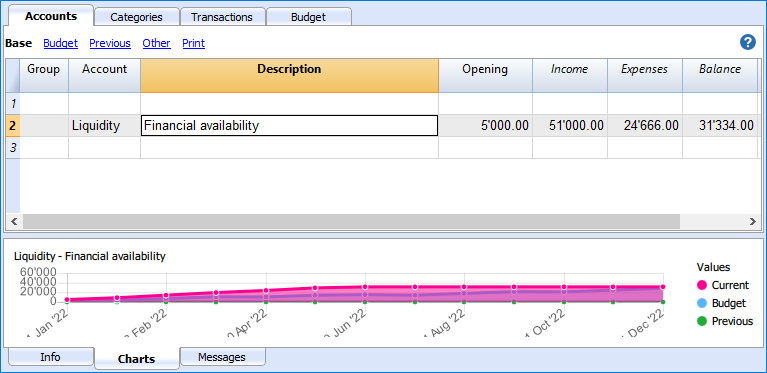 Accounts Categories Transactions Budget
Base Budget Previous Other Print ?
Group Account Description Opening Income Expenses Balance
1
2 Liquidity Financial availability 5'000.00 51'000.00 24'666.00 31'334.00
3
Liquidity - Financial availability
60'000
40'000
20'000
0
Jan '22 Feb '22 Apr '22 Jun '22 Aug '22 Oct '22 Dec '22
Values
Current
Budget
Previous
Info Charts Messages